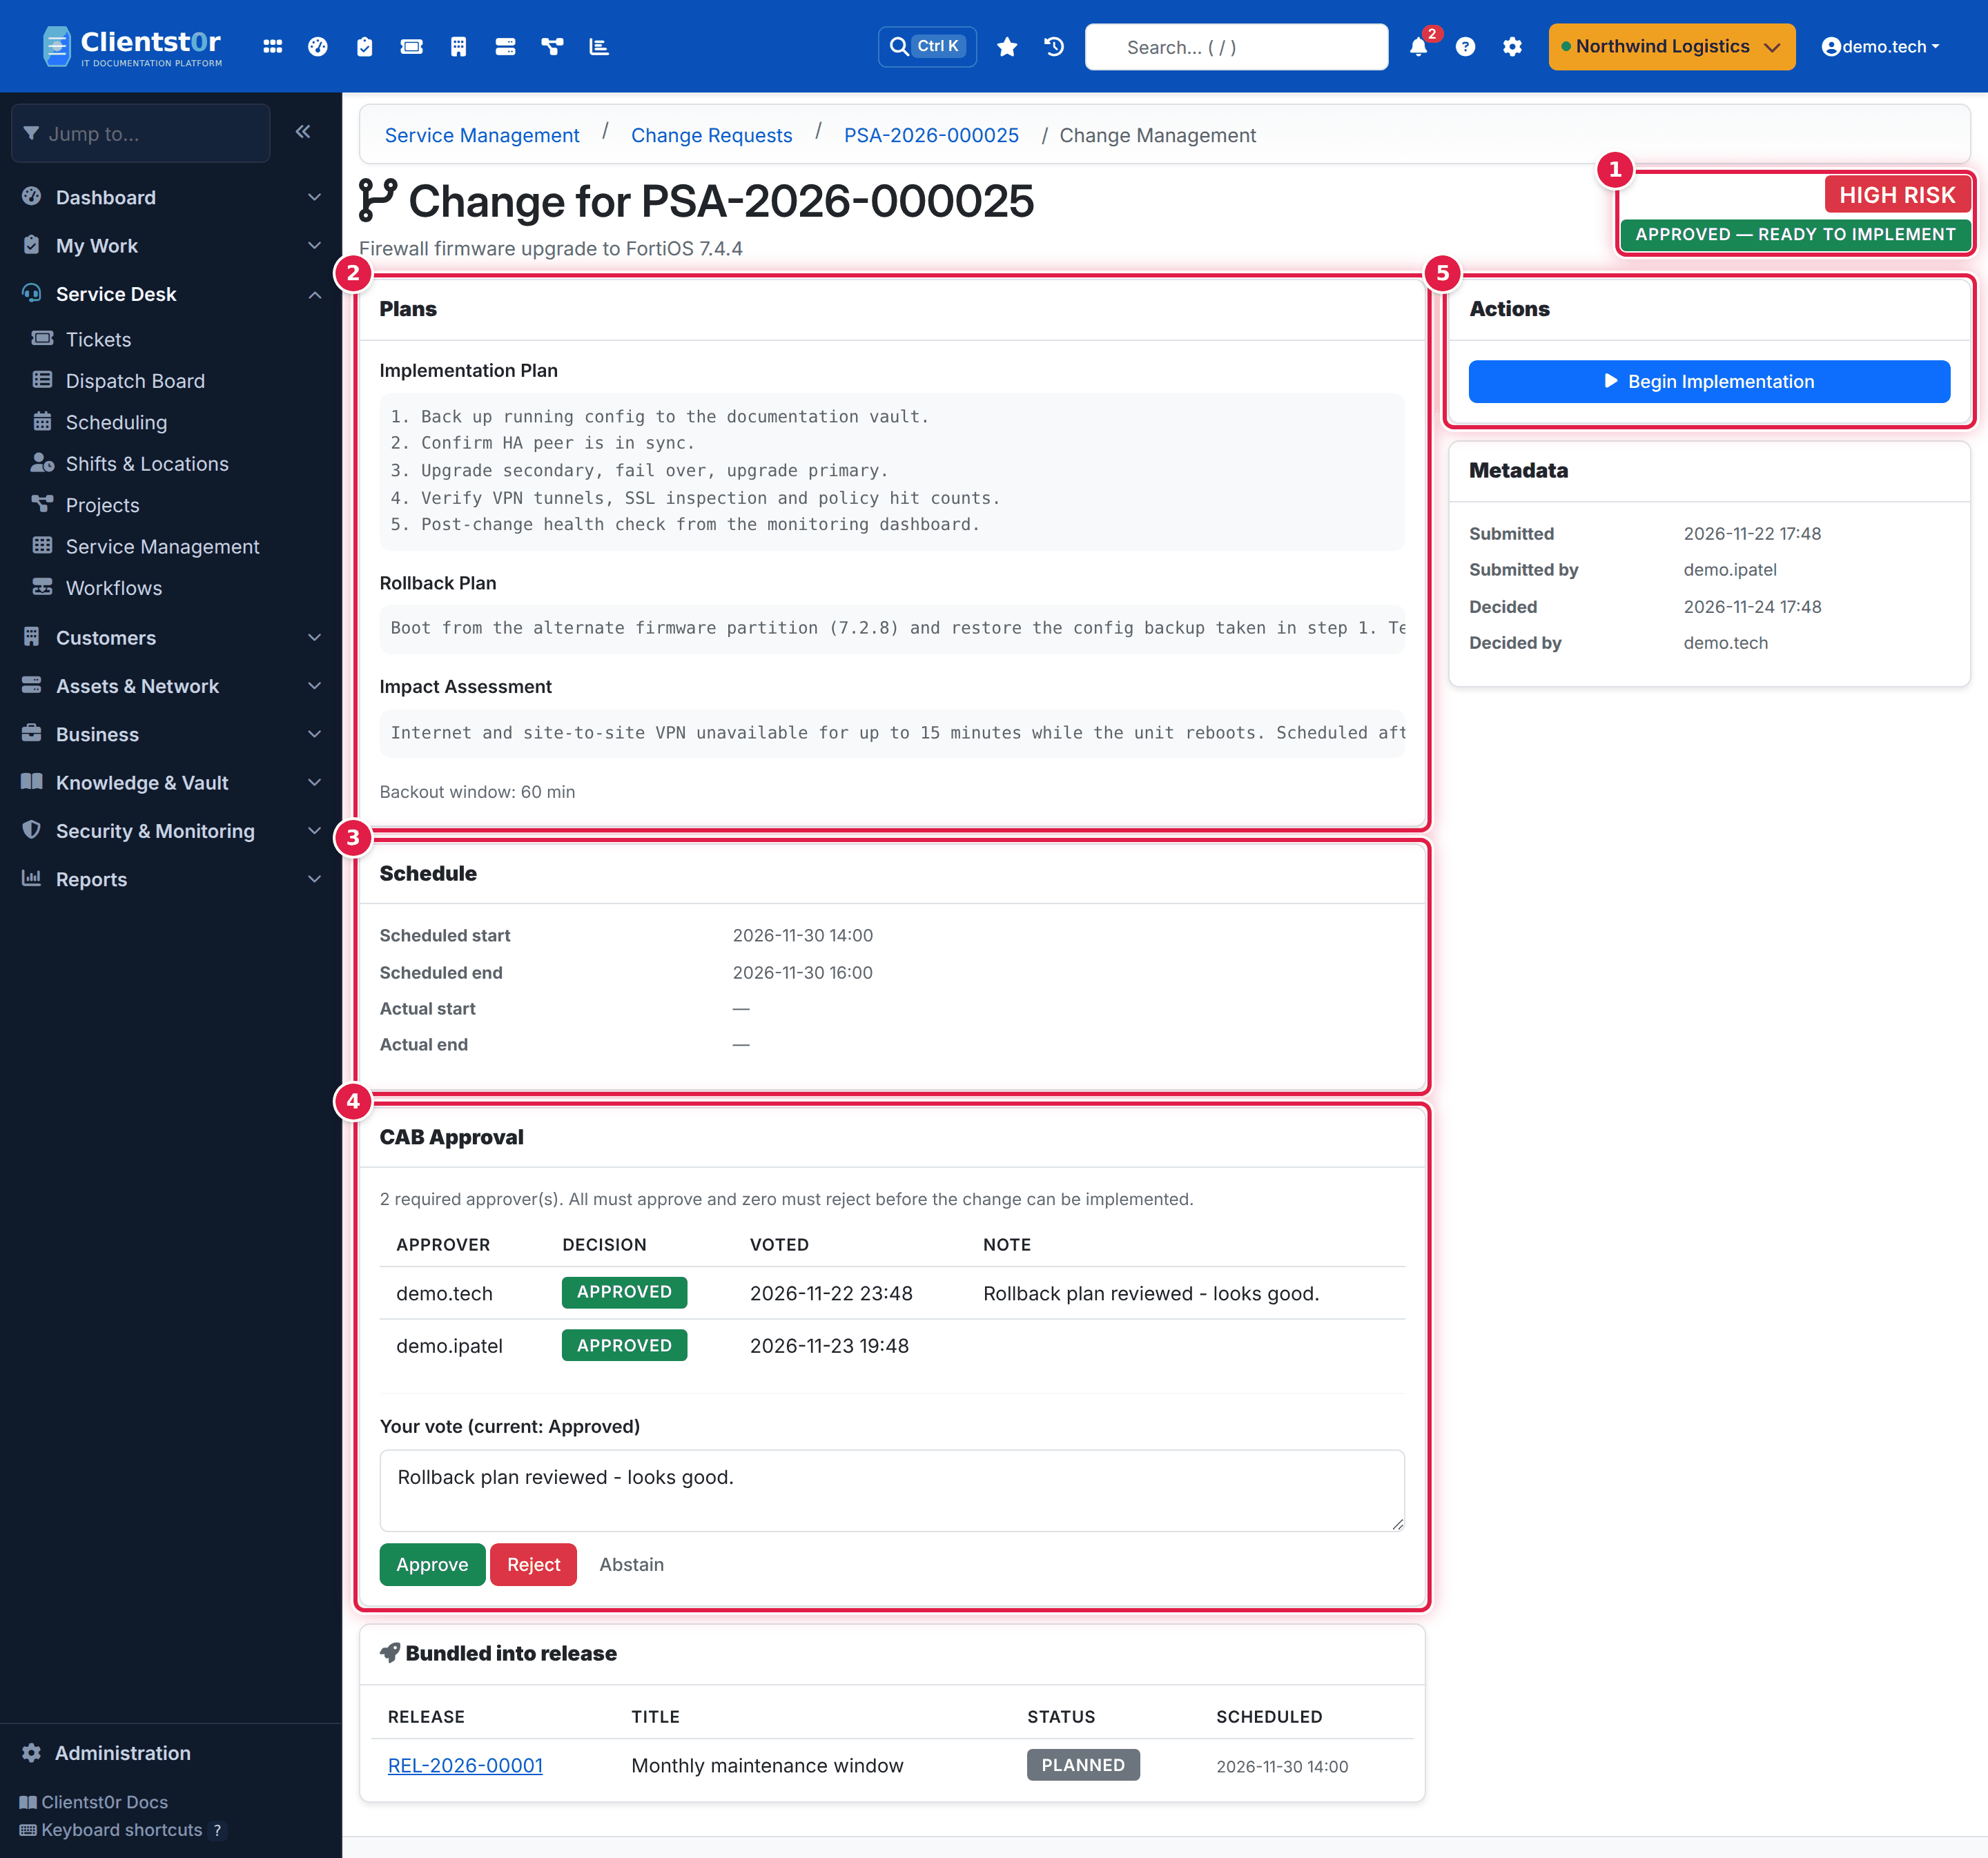 Clientst0r
IT DOCUMENTATION PLATFORM
Ctrl K
Search... ( / )
2
Northwind Logistics
demo.tech
Jump to...
Dashboard
My Work
Service Desk
Tickets
Dispatch Board
Scheduling
Shifts & Locations
Projects
Service Management
Workflows
Customers
Assets & Network
Business
Knowledge & Vault
Security & Monitoring
Reports
Administration
Clientst0r Docs
Keyboard shortcuts ?
Service Management / Change Requests / PSA-2026-000025 / Change Management
Change for PSA-2026-000025
Firewall firmware upgrade to FortiOS 7.4.4
1
HIGH RISK
APPROVED — READY TO IMPLEMENT
2
Plans
Implementation Plan
1. Back up running config to the documentation vault.
2. Confirm HA peer is in sync.
3. Upgrade secondary, fail over, upgrade primary.
4. Verify VPN tunnels, SSL inspection and policy hit counts.
5. Post-change health check from the monitoring dashboard.
Rollback Plan
Boot from the alternate firmware partition (7.2.8) and restore the config backup taken in step 1. Te
Impact Assessment
Internet and site-to-site VPN unavailable for up to 15 minutes while the unit reboots. Scheduled aft
Backout window: 60 min
3
Schedule
Scheduled start 2026-11-30 14:00
Scheduled end 2026-11-30 16:00
Actual start —
Actual end —
4
CAB Approval
2 required approver(s). All must approve and zero must reject before the change can be implemented.
APPROVER DECISION VOTED NOTE
demo.tech APPROVED 2026-11-22 23:48 Rollback plan reviewed - looks good.
demo.ipatel APPROVED 2026-11-23 19:48
Your vote (current: Approved)
Rollback plan reviewed - looks good.
Approve Reject Abstain
Bundled into release
RELEASE TITLE STATUS SCHEDULED
REL-2026-00001 Monthly maintenance window PLANNED 2026-11-30 14:00
5
Actions
Begin Implementation
Metadata
Submitted 2026-11-22 17:48
Submitted by demo.ipatel
Decided 2026-11-24 17:48
Decided by demo.tech